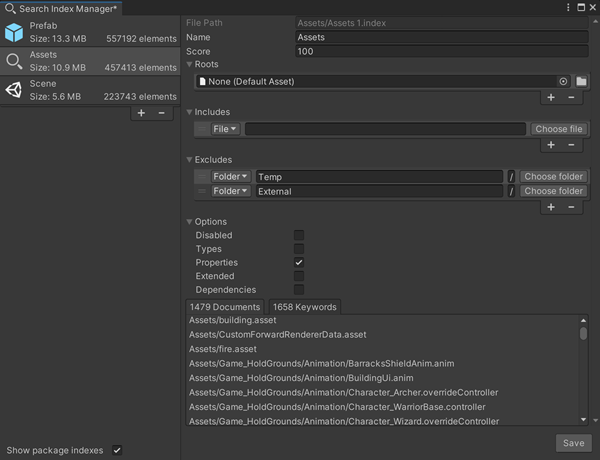 Search Index Manager*
Prefab
Size: 13.3 MB 557192 elements
Assets
Size: 10.9 MB 457413 elements
Scene
Size: 5.6 MB 223743 elements
+ −
Show package indexes
File Path Assets/Assets 1.index
Name Assets
Score 100
Roots
None (Default Asset)
+ −
Includes
File Choose file
+ −
Excludes
Folder Temp / Choose folder
Folder External / Choose folder
+ −
Options
Disabled
Types
Properties
Extended
Dependencies
1479 Documents 1658 Keywords
Assets/building.asset
Assets/CustomForwardRendererData.asset
Assets/fire.asset
Assets/Game_HoldGrounds/Animation/BarracksShieldAnim.anim
Assets/Game_HoldGrounds/Animation/BuildingUi.anim
Assets/Game_HoldGrounds/Animation/Character_Archer.overrideController
Assets/Game_HoldGrounds/Animation/Character_WarriorBase.controller
Assets/Game_HoldGrounds/Animation/Character_Wizard.overrideController
Save